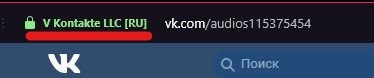 V Kontakte LLC [RU] vk.com/audios115375454
VK Поиск